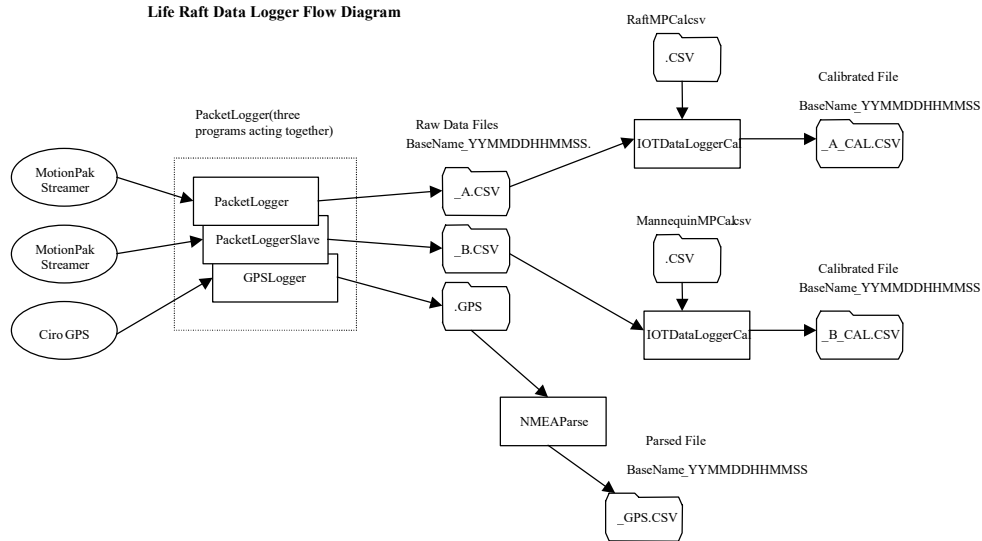 Life Raft Data Logger Flow Diagram
RaftMPCalcsv
.CSV
Calibrated File
BaseName_YYMMDDHHMMSS
PacketLogger(three
programs acting together)
Raw Data Files
BaseName_YYMMDDHHMMSS.
IOTDataLoggerCal
_A_CAL.CSV
MotionPak
Streamer
PacketLogger
_A.CSV
MannequinMPCalcsv
MotionPak
Streamer
PacketLoggerSlave
_B.CSV
.CSV
Calibrated File
BaseName_YYMMDDHHMMSS
GPSLogger
.GPS
Ciro GPS
IOTDataLoggerCal
_B_CAL.CSV
NMEAParse
Parsed File
BaseName_YYMMDDHHMMSS
_GPS.CSV